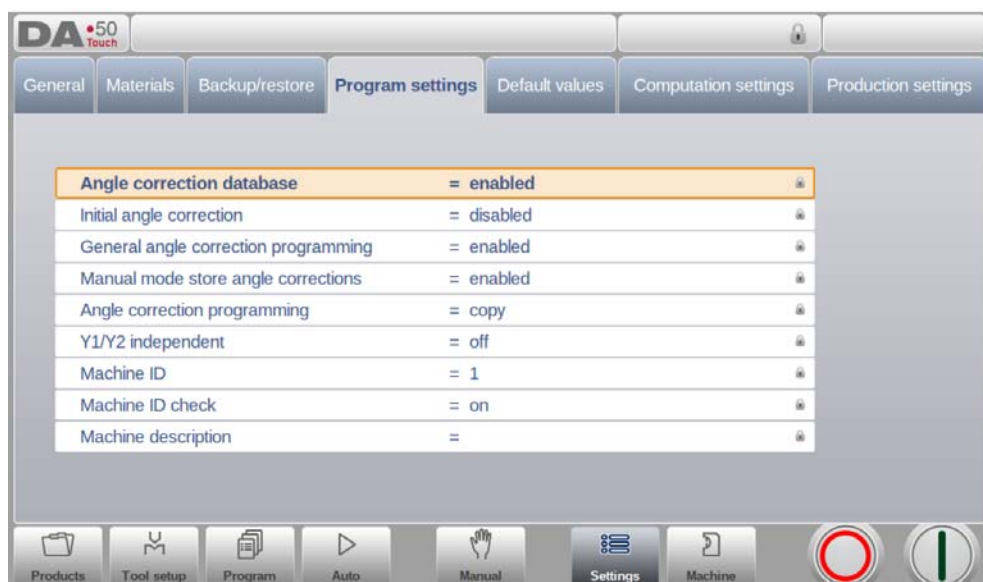 DA•50
Touch
General Materials Backup/restore Program settings Default values Computation settings Production settings
Angle correction database = enabled
Initial angle correction = disabled
General angle correction programming = enabled
Manual mode store angle corrections = enabled
Angle correction programming = copy
Y1/Y2 independent = off
Machine ID = 1
Machine ID check = on
Machine description =
Products Tool setup Program Auto Manual Settings Machine